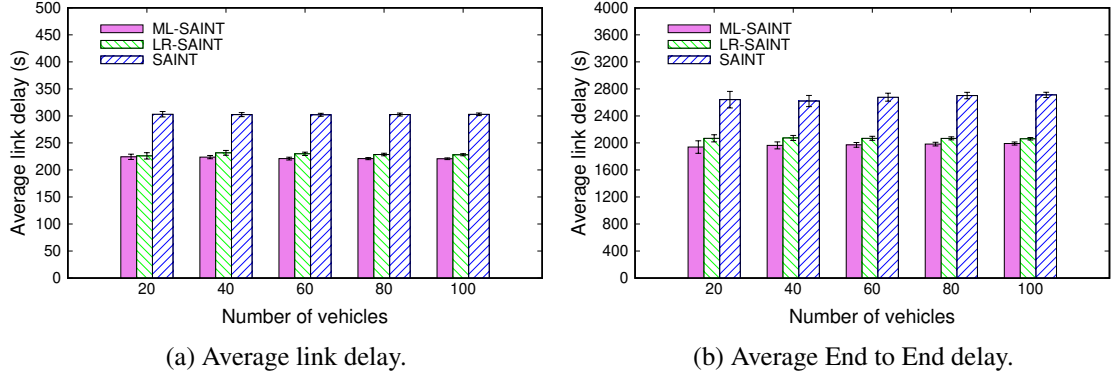 ML-SAINT
LR-SAINT
SAINT
500
450
400
350
300
250
200
150
100
50
0
Average link delay (s)
20 40 60 80 100
Number of vehicles
(a) Average link delay.
ML-SAINT
LR-SAINT
SAINT
4000
3600
3200
2800
2400
2000
1600
1200
800
400
0
Average link delay (s)
20 40 60 80 100
Number of vehicles
(b) Average End to End delay.